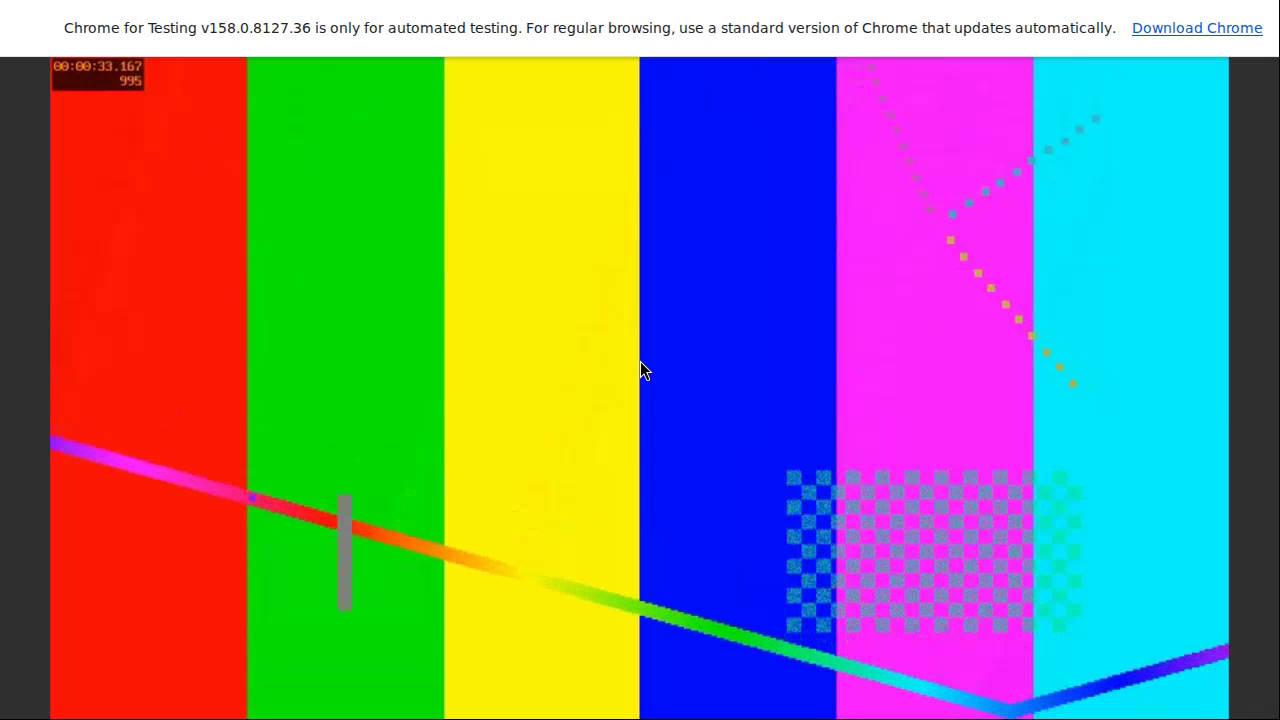 Chrome for Testing v158.0.8127.36 is only for automated testing. For regular browsing, use a standard version of Chrome that updates automatically. Download Chrome
00:00:33.167
995